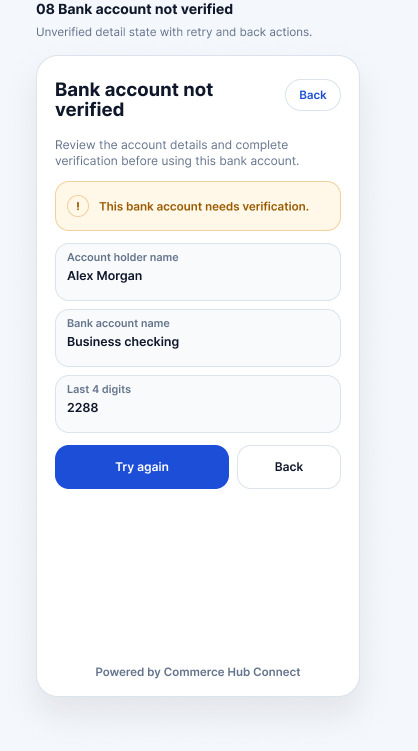 08 Bank account not verified
Unverified detail state with retry and back actions.
Bank account not
verified
Back
Review the account details and complete
verification before using this bank account.
!
This bank account needs verification.
Account holder name
Alex Morgan
Bank account name
Business checking
Last 4 digits
2288
Try again
Back
Powered by Commerce Hub Connect